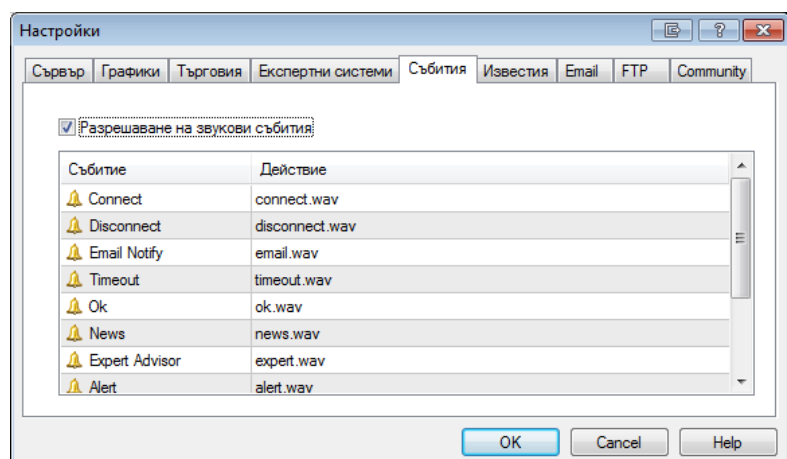 Настройки
Сървър Графики Търговия Експертни системи Събития Известия Email FTP Community
Разрешаване на звукови събития
Събитие Действие
Connect connect.wav
Disconnect disconnect.wav
Email Notify email.wav
Timeout timeout.wav
Ok ok.wav
News news.wav
Expert Advisor expert.wav
Alert alert.wav
OK Cancel Help